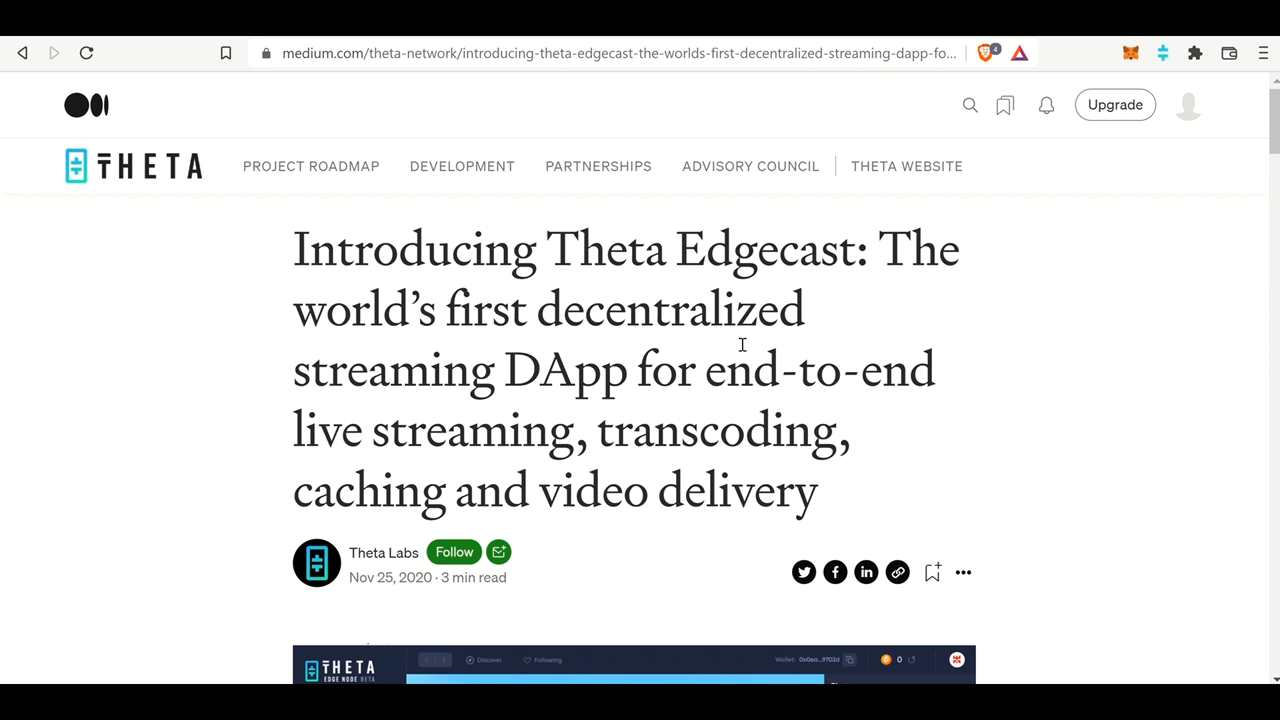 medium.com/theta-network/introducing-theta-edgecast-the-worlds-first-decentralized-streaming-dapp-fo...
4
Upgrade
THETA
PROJECT ROADMAP
DEVELOPMENT
PARTNERSHIPS
ADVISORY COUNCIL
THETA WEBSITE
Introducing Theta Edgecast: The
world’s first decentralized
streaming DApp for end-to-end
live streaming, transcoding,
caching and video delivery
Theta Labs
Follow
Nov 25, 2020 · 3 min read
THETA
EDGE NODE BETA
Discover
Following
Wallet:
0